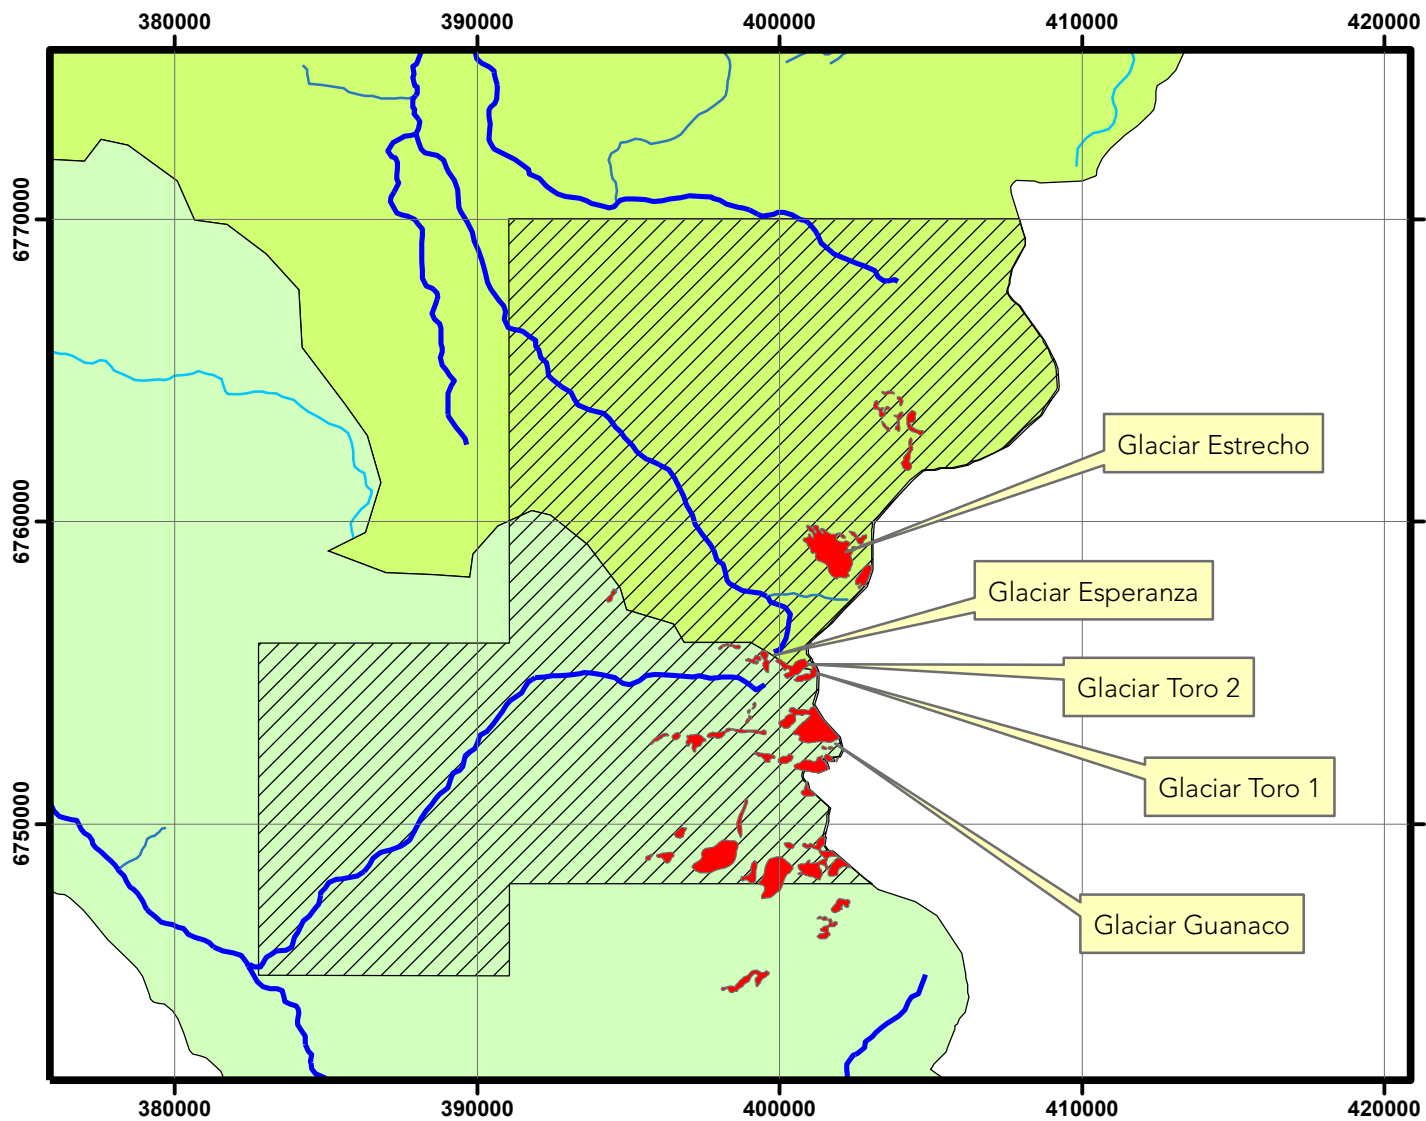 380000 390000 400000 410000 420000
6770000
Glaciar Estrecho
6760000
Glaciar Esperanza
Glaciar Toro 2
Glaciar Toro 1
6750000
Glaciar Guanaco
380000 390000 400000 410000 420000